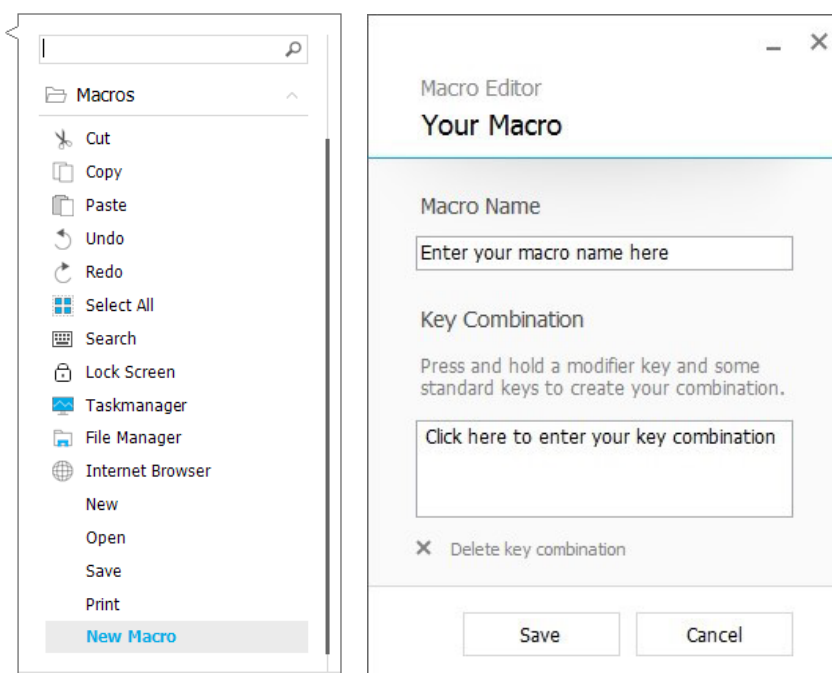 Macros
Cut
Copy
Paste
Undo
Redo
Select All
Search
Lock Screen
Taskmanager
File Manager
Internet Browser
New
Open
Save
Print
New Macro
Macro Editor
Your Macro
Macro Name
Enter your macro name here
Key Combination
Press and hold a modifier key and some
standard keys to create your combination.
Click here to enter your key combination
Delete key combination
Save
Cancel